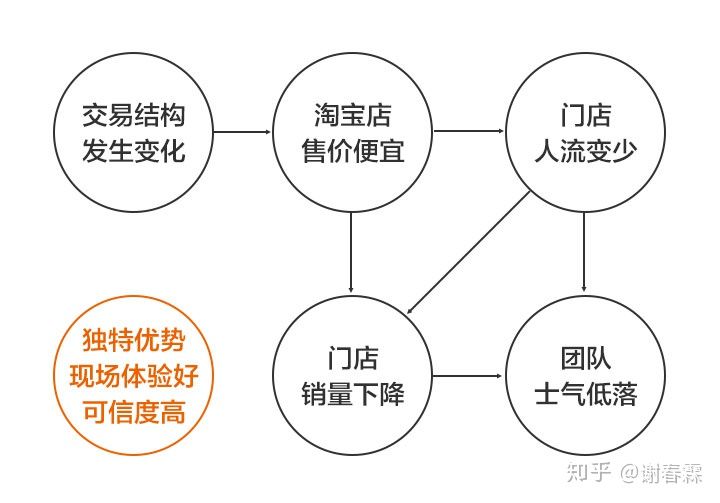 交易结构
发生变化
淘宝店
售价便宜
门店
人流变少
独特优势
现场体验好
可信度高
门店
销量下降
团队
士气低落
知乎 @谢春霖